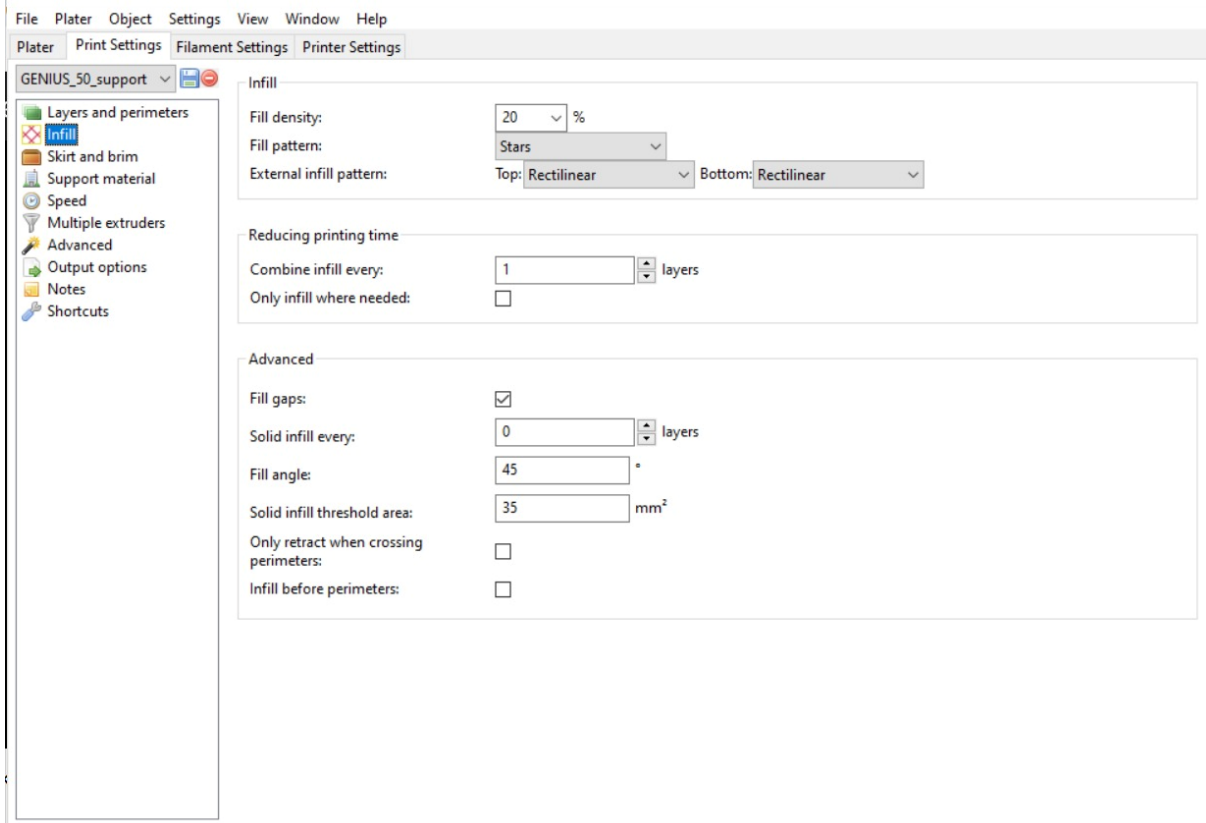 File Plater Object Settings View Window Help
Plater Print Settings Filament Settings Printer Settings
GENIUS_50_support
Layers and perimeters
Infill
Skirt and brim
Support material
Speed
Multiple extruders
Advanced
Output options
Notes
Shortcuts
Infill
Fill density: 20 %
Fill pattern: Stars
External infill pattern: Top: Rectilinear Bottom: Rectilinear
Reducing printing time
Combine infill every: 1 layers
Only infill where needed:
Advanced
Fill gaps:
Solid infill every: 0 layers
Fill angle: 45 °
Solid infill threshold area: 35 mm²
Only retract when crossing
perimeters:
Infill before perimeters: